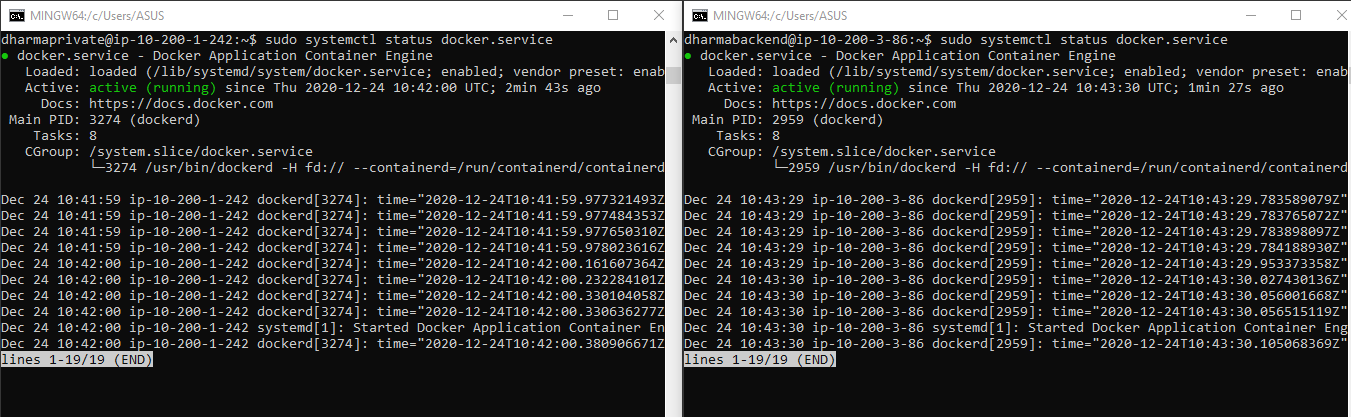 MINGW64:/c/Users/ASUS
dharmaprivate@ip-10-200-1-242:~$ sudo systemctl status docker.service
● docker.service - Docker Application Container Engine
   Loaded: loaded (/lib/systemd/system/docker.service; enabled; vendor preset: enab
   Active: active (running) since Thu 2020-12-24 10:42:00 UTC; 2min 43s ago
     Docs: https://docs.docker.com
 Main PID: 3274 (dockerd)
    Tasks: 8
   CGroup: /system.slice/docker.service
           └─3274 /usr/bin/dockerd -H fd:// --containerd=/run/containerd/containerd
Dec 24 10:41:59 ip-10-200-1-242 dockerd[3274]: time="2020-12-24T10:41:59.977321493Z
Dec 24 10:41:59 ip-10-200-1-242 dockerd[3274]: time="2020-12-24T10:41:59.977484353Z
Dec 24 10:41:59 ip-10-200-1-242 dockerd[3274]: time="2020-12-24T10:41:59.977650310Z
Dec 24 10:41:59 ip-10-200-1-242 dockerd[3274]: time="2020-12-24T10:41:59.978023616Z
Dec 24 10:42:00 ip-10-200-1-242 dockerd[3274]: time="2020-12-24T10:42:00.161607364Z
Dec 24 10:42:00 ip-10-200-1-242 dockerd[3274]: time="2020-12-24T10:42:00.232284101Z
Dec 24 10:42:00 ip-10-200-1-242 dockerd[3274]: time="2020-12-24T10:42:00.330104058Z
Dec 24 10:42:00 ip-10-200-1-242 dockerd[3274]: time="2020-12-24T10:42:00.330636277Z
Dec 24 10:42:00 ip-10-200-1-242 systemd[1]: Started Docker Application Container En
Dec 24 10:42:00 ip-10-200-1-242 dockerd[3274]: time="2020-12-24T10:42:00.380906671Z
lines 1-19/19 (END)
MINGW64:/c/Users/ASUS
dharmabackend@ip-10-200-3-86:~$ sudo systemctl status docker.service
● docker.service - Docker Application Container Engine
   Loaded: loaded (/lib/systemd/system/docker.service; enabled; vendor preset: enab
   Active: active (running) since Thu 2020-12-24 10:43:30 UTC; 1min 27s ago
     Docs: https://docs.docker.com
 Main PID: 2959 (dockerd)
    Tasks: 8
   CGroup: /system.slice/docker.service
           └─2959 /usr/bin/dockerd -H fd:// --containerd=/run/containerd/containerd
Dec 24 10:43:29 ip-10-200-3-86 dockerd[2959]: time="2020-12-24T10:43:29.783589079Z"
Dec 24 10:43:29 ip-10-200-3-86 dockerd[2959]: time="2020-12-24T10:43:29.783765072Z"
Dec 24 10:43:29 ip-10-200-3-86 dockerd[2959]: time="2020-12-24T10:43:29.783898097Z"
Dec 24 10:43:29 ip-10-200-3-86 dockerd[2959]: time="2020-12-24T10:43:29.784188930Z"
Dec 24 10:43:29 ip-10-200-3-86 dockerd[2959]: time="2020-12-24T10:43:29.953373358Z"
Dec 24 10:43:30 ip-10-200-3-86 dockerd[2959]: time="2020-12-24T10:43:30.027430136Z"
Dec 24 10:43:30 ip-10-200-3-86 dockerd[2959]: time="2020-12-24T10:43:30.056001668Z"
Dec 24 10:43:30 ip-10-200-3-86 dockerd[2959]: time="2020-12-24T10:43:30.056515119Z"
Dec 24 10:43:30 ip-10-200-3-86 systemd[1]: Started Docker Application Container Eng
Dec 24 10:43:30 ip-10-200-3-86 dockerd[2959]: time="2020-12-24T10:43:30.105068369Z"
lines 1-19/19 (END)